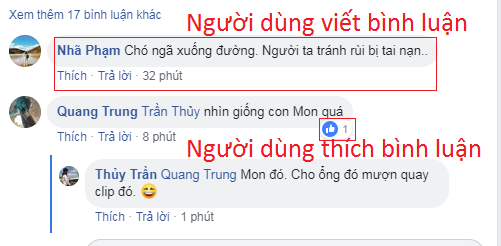 Xem thêm 17 bình luận khác
Người dùng viết bình luận
Nhã Phạm Chó ngã xuống đường. Người ta tránh rủi bị tai nạn..
Thích · Trả lời · 32 phút
Quang Trung Trần Thủy nhìn giống con Mon quá
1
Thích · Trả lời · 8 phút
Người dùng thích bình luận
Thủy Trần Quang Trung Mon đó. Cho ổng đó mượn quay
clip đó. 😄
Thích · Trả lời · 1 phút